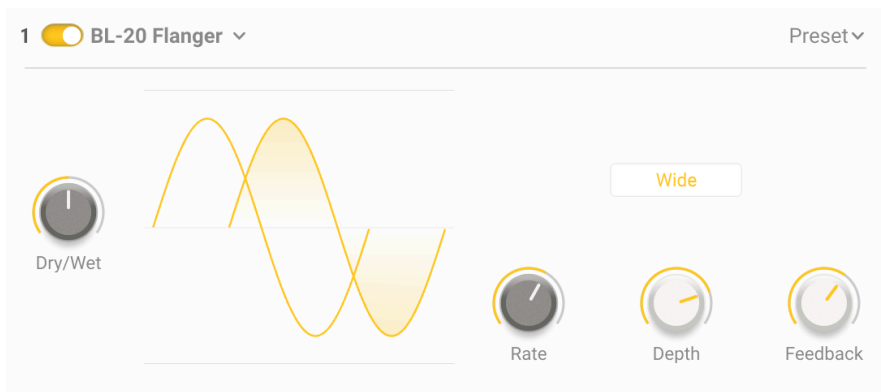 1 BL-20 Flanger
Preset
Wide
Dry/Wet
Rate
Depth
Feedback